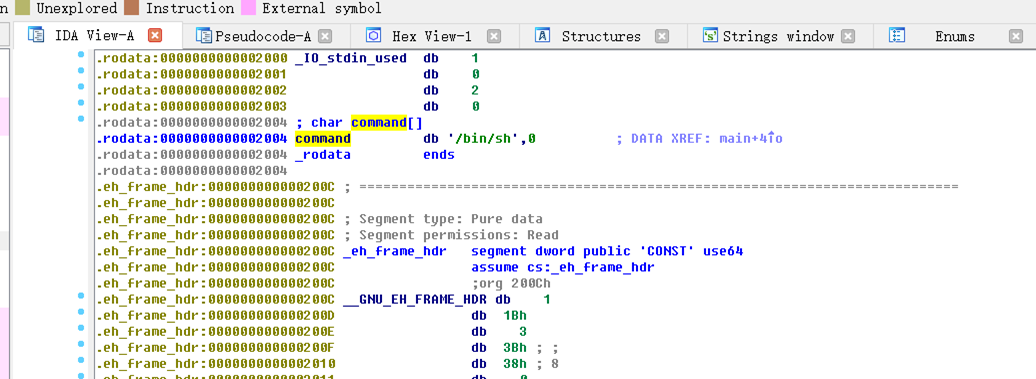 n Unexplored Instruction External symbol
IDA View-A Pseudocode-A Hex View-1 Structures Strings window Enums
.rodata:0000000000002000 _IO_stdin_used db 1
.rodata:0000000000002001 db 0
.rodata:0000000000002002 db 2
.rodata:0000000000002003 db 0
.rodata:0000000000002004 ; char command[]
.rodata:0000000000002004 command db '/bin/sh',0 ; DATA XREF: main+4↑o
.rodata:0000000000002004 _rodata ends
.rodata:0000000000002004
.eh_frame_hdr:000000000000200C ; ===========================================================================
.eh_frame_hdr:000000000000200C
.eh_frame_hdr:000000000000200C ; Segment type: Pure data
.eh_frame_hdr:000000000000200C ; Segment permissions: Read
.eh_frame_hdr:000000000000200C _eh_frame_hdr segment dword public 'CONST' use64
.eh_frame_hdr:000000000000200C assume cs:_eh_frame_hdr
.eh_frame_hdr:000000000000200C ;org 200Ch
.eh_frame_hdr:000000000000200C __GNU_EH_FRAME_HDR db 1
.eh_frame_hdr:000000000000200D db 1Bh
.eh_frame_hdr:000000000000200E db 3
.eh_frame_hdr:000000000000200F db 3Bh ; ;
.eh_frame_hdr:0000000000002010 db 38h ; 8
.eh_frame_hdr:0000000000002011 db 0